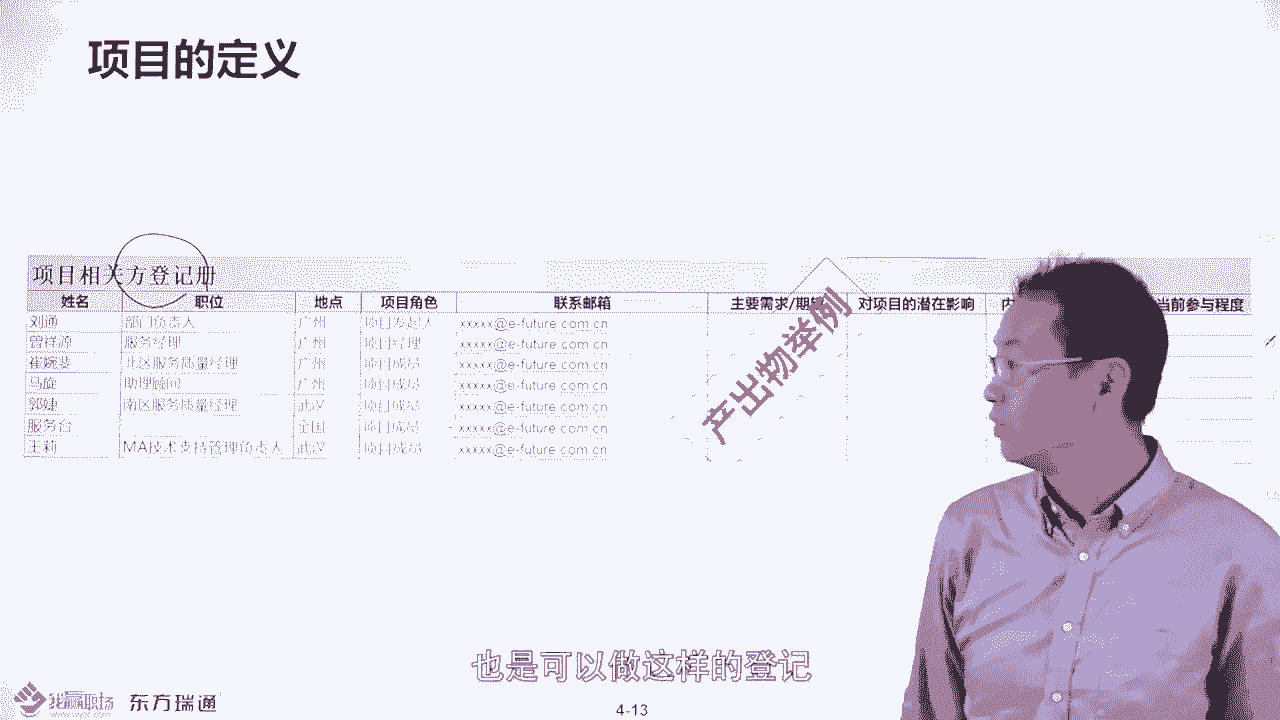 项目的定义
项目相关方登记册
姓名 职位 地点 项目角色 联系邮箱 主要需求/期望 对项目的潜在影响 内 当前参与程度
刘通 部门负责人 广州 项目发起人 xxxxx@e-future.com.cn
曾祥源 服务经理 广州 项目经理 xxxxx@e-future.com.cn
崔婉斐 北区服务质量经理 广州 项目成员 xxxxx@e-future.com.cn
马旋 助理顾问 广州 项目成员 xxxxx@e-future.com.cn
南区服务质量经理 武汉 项目成员 xxxxx@e-future.com.cn
服务台 全国 项目成员 xxxxx@e-future.com.cn
王莉 MA技术支持管理负责人 武汉 项目成员 xxxxx@e-future.com.cn
产出物举例
也是可以做这样的登记
我赢职场 东方瑞通
4-13